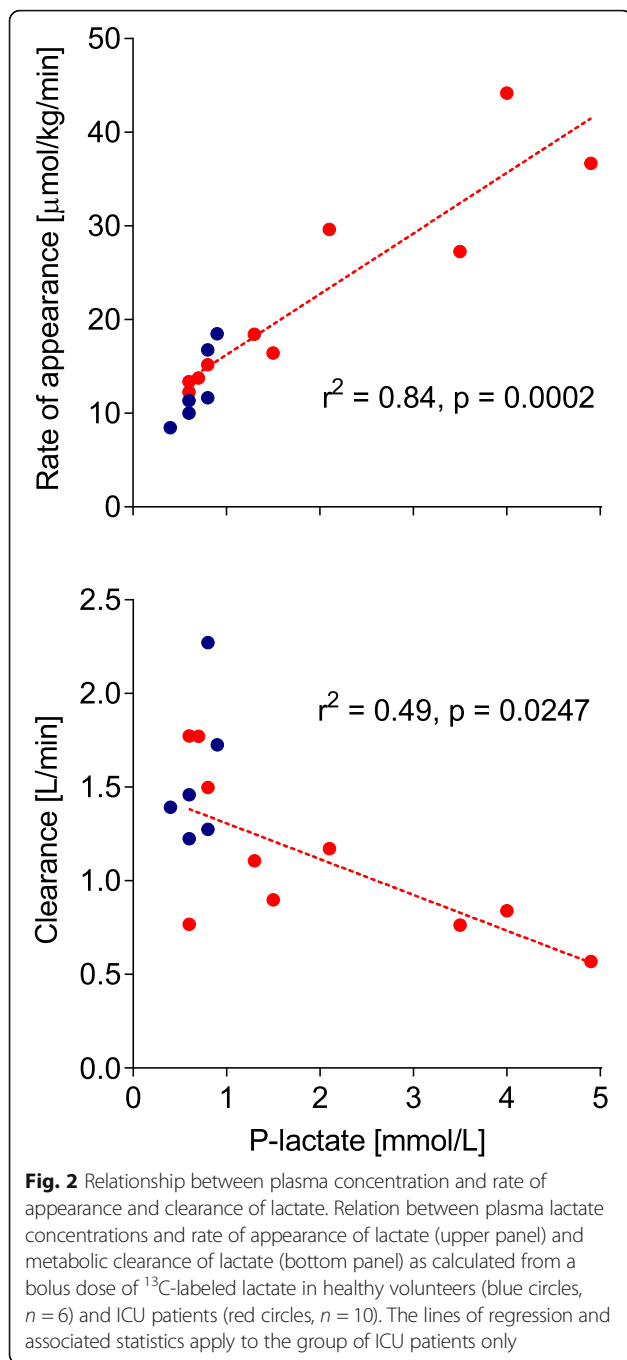 50
40
30
20
10
0
Rate of appearance [μmol/kg/min]
r² = 0.84, p = 0.0002
2.5
2.0
1.5
1.0
0.5
0.0
Clearance [L/min]
r² = 0.49, p = 0.0247
0 1 2 3 4 5
P-lactate [mmol/L]
Fig. 2 Relationship between plasma concentration and rate of
appearance and clearance of lactate. Relation between plasma lactate
concentrations and rate of appearance of lactate (upper panel) and
metabolic clearance of lactate (bottom panel) as calculated from a
bolus dose of ¹³C-labeled lactate in healthy volunteers (blue circles,
n = 6) and ICU patients (red circles, n = 10). The lines of regression and
associated statistics apply to the group of ICU patients only